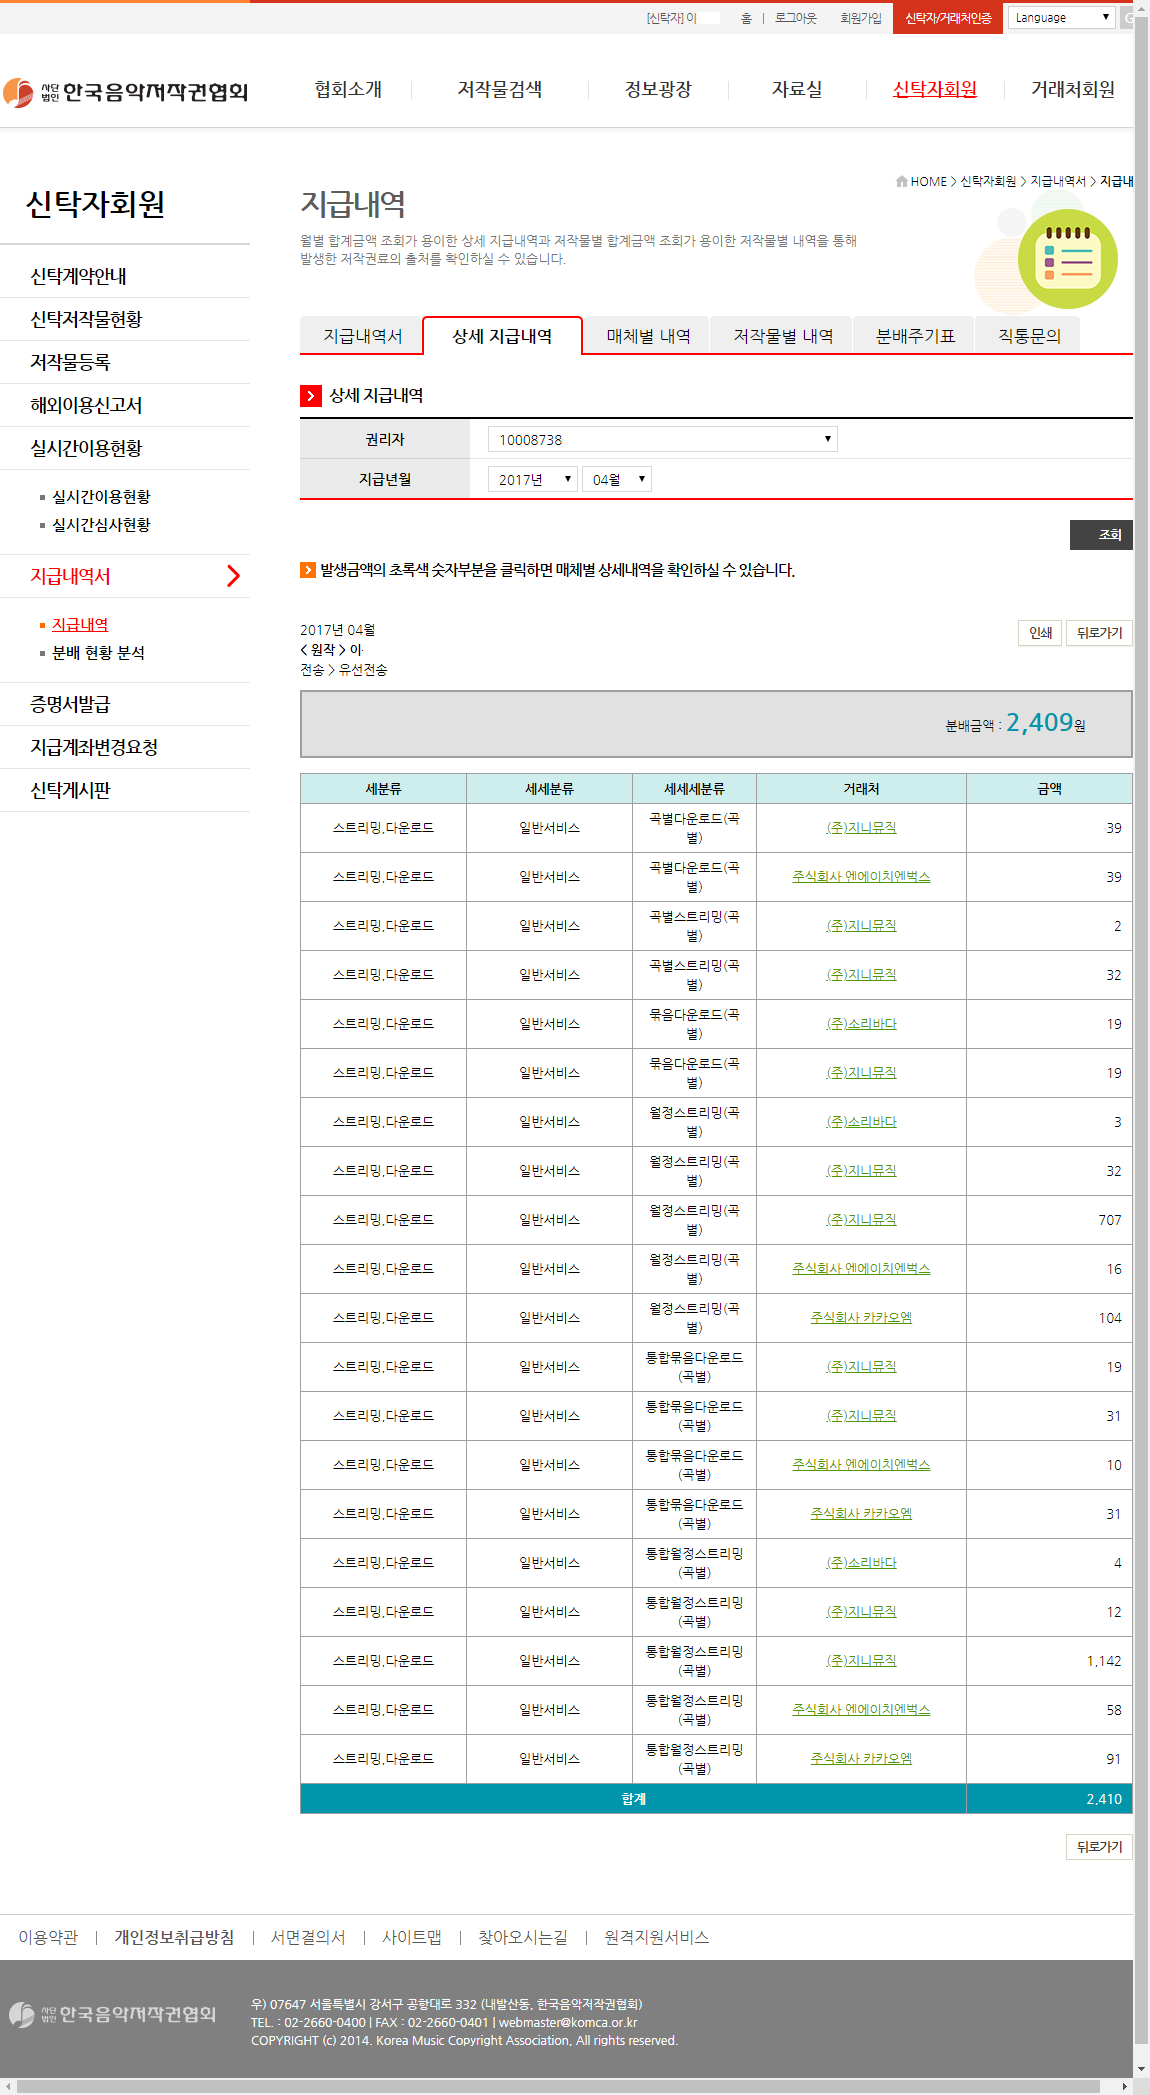 [신탁자] 이
홈 | 로그아웃 회원가입 신탁자/거래처인증 Language
사단법인 한국음악저작권협회
협회소개 저작물검색 정보광장 자료실 신탁자회원 거래처회원
HOME > 신탁자회원 > 지급내역서 > 지급내
신탁자회원
신탁계약안내
신탁저작물현황
저작물등록
해외이용신고서
실시간이용현황
실시간이용현황
실시간심사현황
지급내역서
지급내역
분배 현황 분석
증명서발급
지급계좌변경요청
신탁게시판
지급내역
월별 합계금액 조회가 용이한 상세 지급내역과 저작물별 합계금액 조회가 용이한 저작물별 내역을 통해
발생한 저작권료의 출처를 확인하실 수 있습니다.
지급내역서 상세 지급내역 매체별 내역 저작물별 내역 분배주기표 직통문의
상세 지급내역
권리자 10008738
지급년월 2017년 04월
조회
발생금액의 초록색 숫자부분을 클릭하면 매체별 상세내역을 확인하실 수 있습니다.
2017년 04월
인쇄 뒤로가기
< 원작 > 이
전송 > 유선전송
분배금액 : 2,409원
세분류 세세분류 세세세분류 거래처 금액
스트리밍,다운로드 일반서비스 곡별다운로드(곡별) (주)지니뮤직 39
스트리밍,다운로드 일반서비스 곡별다운로드(곡별) 주식회사 엔에이치엔벅스 39
스트리밍,다운로드 일반서비스 곡별스트리밍(곡별) (주)지니뮤직 2
스트리밍,다운로드 일반서비스 곡별스트리밍(곡별) (주)지니뮤직 32
스트리밍,다운로드 일반서비스 묶음다운로드(곡별) (주)소리바다 19
스트리밍,다운로드 일반서비스 묶음다운로드(곡별) (주)지니뮤직 19
스트리밍,다운로드 일반서비스 월정스트리밍(곡별) (주)소리바다 3
스트리밍,다운로드 일반서비스 월정스트리밍(곡별) (주)지니뮤직 32
스트리밍,다운로드 일반서비스 월정스트리밍(곡별) (주)지니뮤직 707
스트리밍,다운로드 일반서비스 월정스트리밍(곡별) 주식회사 엔에이치엔벅스 16
스트리밍,다운로드 일반서비스 월정스트리밍(곡별) 주식회사 카카오엠 104
스트리밍,다운로드 일반서비스 통합묶음다운로드(곡별) (주)지니뮤직 19
스트리밍,다운로드 일반서비스 통합묶음다운로드(곡별) (주)지니뮤직 31
스트리밍,다운로드 일반서비스 통합묶음다운로드(곡별) 주식회사 엔에이치엔벅스 10
스트리밍,다운로드 일반서비스 통합묶음다운로드(곡별) 주식회사 카카오엠 31
스트리밍,다운로드 일반서비스 통합월정스트리밍(곡별) (주)소리바다 4
스트리밍,다운로드 일반서비스 통합월정스트리밍(곡별) (주)지니뮤직 12
스트리밍,다운로드 일반서비스 통합월정스트리밍(곡별) (주)지니뮤직 1,142
스트리밍,다운로드 일반서비스 통합월정스트리밍(곡별) 주식회사 엔에이치엔벅스 58
스트리밍,다운로드 일반서비스 통합월정스트리밍(곡별) 주식회사 카카오엠 91
합계 2,410
뒤로가기
이용약관 | 개인정보취급방침 | 서면결의서 | 사이트맵 | 찾아오시는길 | 원격지원서비스
사단법인 한국음악저작권협회
우) 07647 서울특별시 강서구 공항대로 332 (내발산동, 한국음악저작권협회)
TEL. : 02-2660-0400 | FAX : 02-2660-0401 | webmaster@komca.or.kr
COPYRIGHT (c) 2014. Korea Music Copyright Association, All rights reserved.